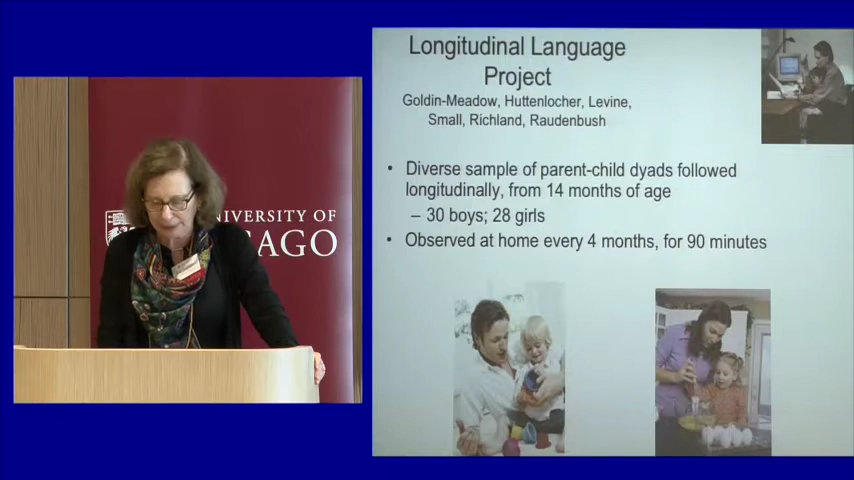 NIVERSITY OF
AGO
Longitudinal Language
Project
Goldin-Meadow, Huttenlocher, Levine,
Small, Richland, Raudenbush
• Diverse sample of parent-child dyads followed
longitudinally, from 14 months of age
– 30 boys; 28 girls
• Observed at home every 4 months, for 90 minutes